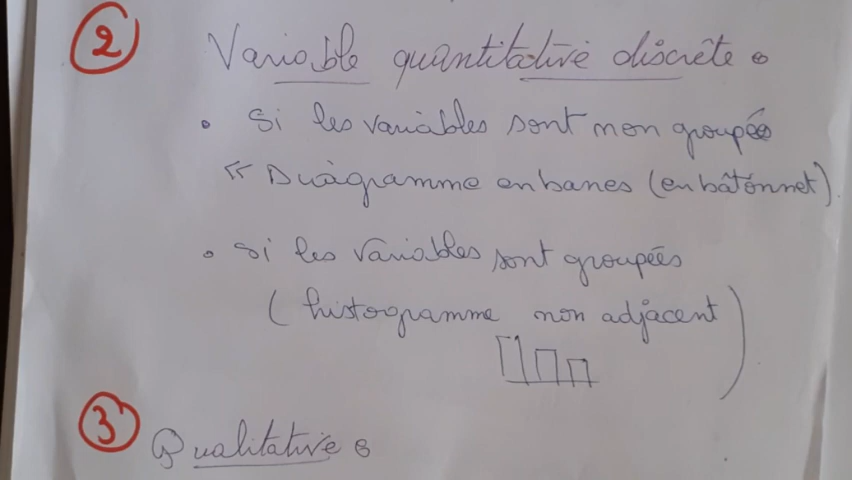 2 Variable quantitative discrète
• Si les variables sont non groupées
" Diagramme en barres (en bâtonnet)
• Si les variables sont groupées
( histogramme non adjacent )
3 Qualitative